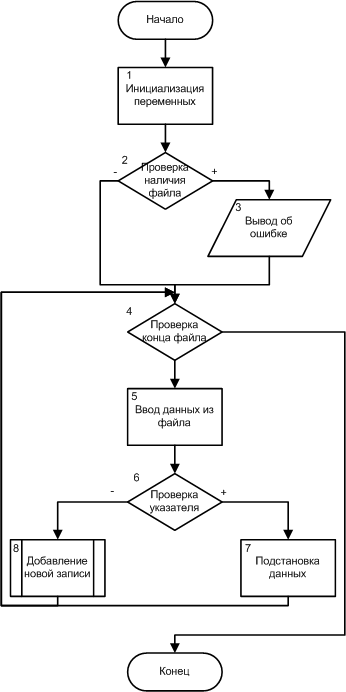 Начало
1
Инициализация
переменных
2
-
Проверка
наличия
файла
+
3
Вывод об
ошибке
4
Проверка
конца файла
5
Ввод данных из
файла
6
-
Проверка
указателя
+
8
Добавление
новой записи
7
Подстановка
данных
Конец